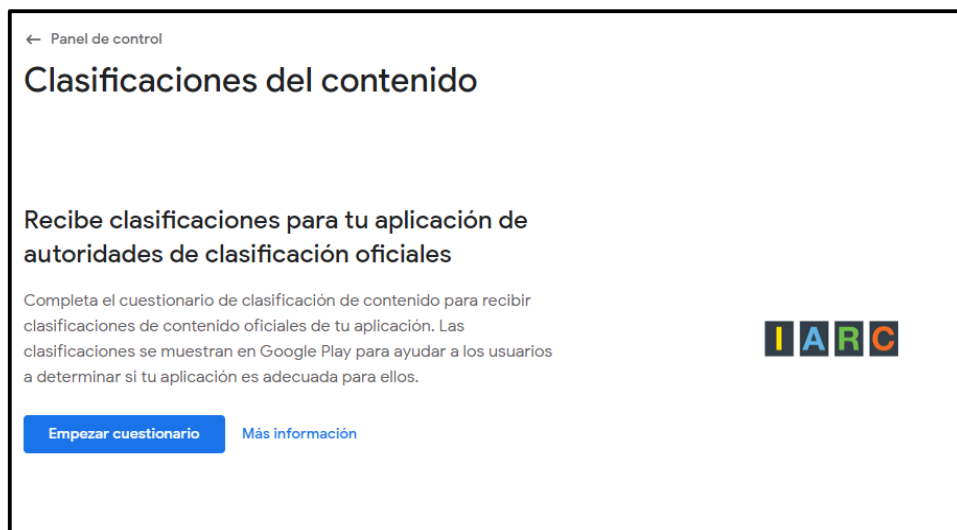 ← Panel de control
Clasificaciones del contenido
Recibe clasificaciones para tu aplicación de
autoridades de clasificación oficiales
Completa el cuestionario de clasificación de contenido para recibir
clasificaciones de contenido oficiales de tu aplicación. Las
clasificaciones se muestran en Google Play para ayudar a los usuarios
a determinar si tu aplicación es adecuada para ellos.
IARC
Empezar cuestionario Más información